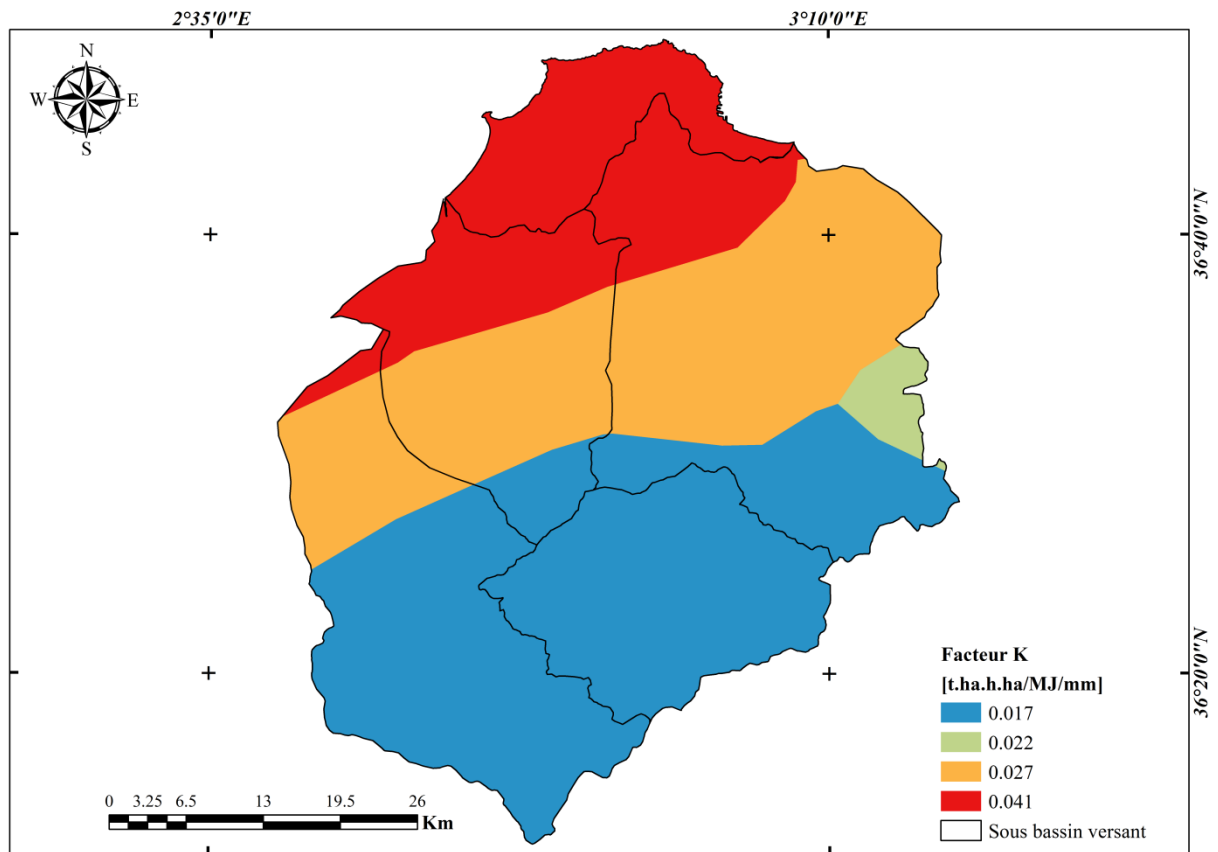 2°35'0"E 3°10'0"E
N
W E
S
36°40'0"N
36°20'0"N
Facteur K
[t.ha.h.ha/MJ/mm]
0.017
0.022
0.027
0.041
Sous bassin versant
0 3.25 6.5 13 19.5 26
Km